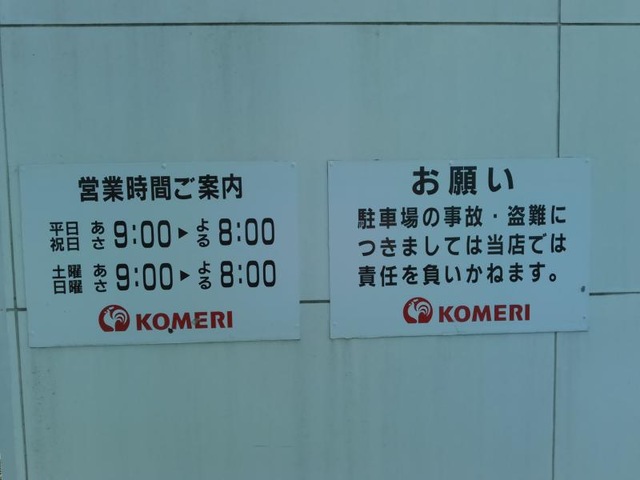 営業時間ご案内
平日 祝日 あさ 9:00 ▶ よる 8:00
土曜 日曜 あさ 9:00 ▶ よる 8:00
KOMERI
お願い
駐車場の事故・盗難に
つきましては当店では
責任を負いかねます。
KOMERI